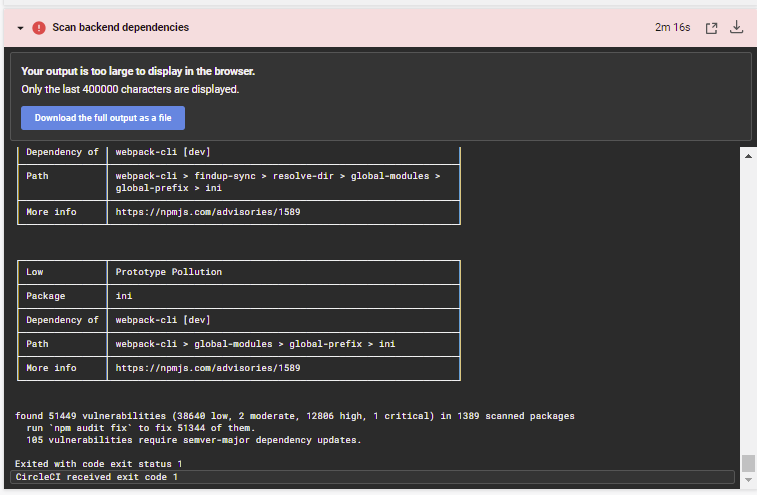 Scan backend dependencies 2m 16s
Your output is too large to display in the browser.
Only the last 400000 characters are displayed.
Download the full output as a file
Dependency of webpack-cli [dev]
Path webpack-cli > findup-sync > resolve-dir > global-modules >
global-prefix > ini
More info https://npmjs.com/advisories/1589
Low Prototype Pollution
Package ini
Dependency of webpack-cli [dev]
Path webpack-cli > global-modules > global-prefix > ini
More info https://npmjs.com/advisories/1589
found 51449 vulnerabilities (38640 low, 2 moderate, 12806 high, 1 critical) in 1389 scanned packages
run `npm audit fix` to fix 51344 of them.
105 vulnerabilities require semver-major dependency updates.
Exited with code exit status 1
CircleCI received exit code 1